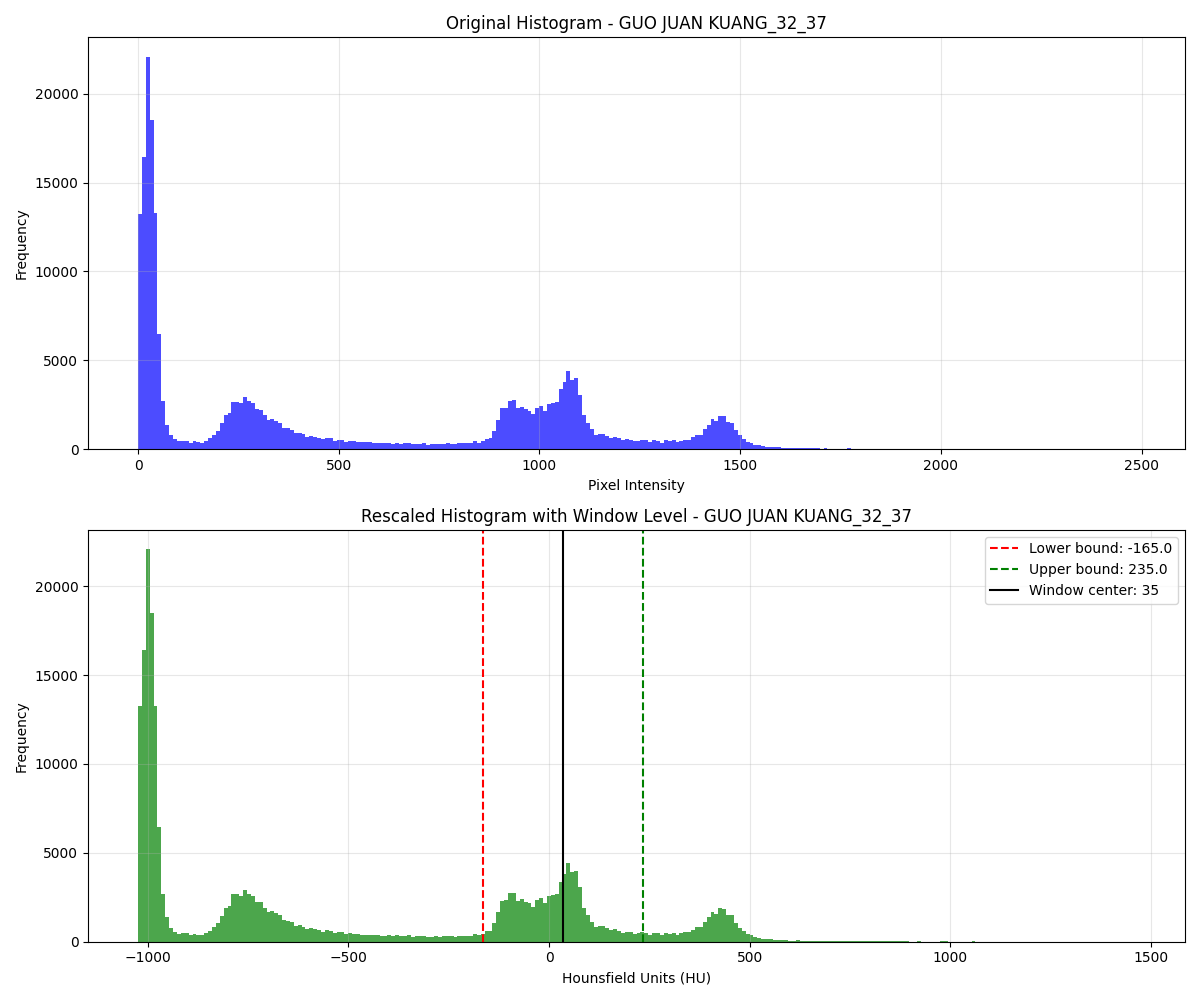 Original Histogram - GUO JUAN KUANG_32_37
Frequency
20000
15000
10000
5000
0
0 500 1000 1500 2000 2500
Pixel Intensity
Rescaled Histogram with Window Level - GUO JUAN KUANG_32_37
Lower bound: -165.0
Upper bound: 235.0
Window center: 35
Frequency
20000
15000
10000
5000
0
−1000 −500 0 500 1000 1500
Hounsfield Units (HU)